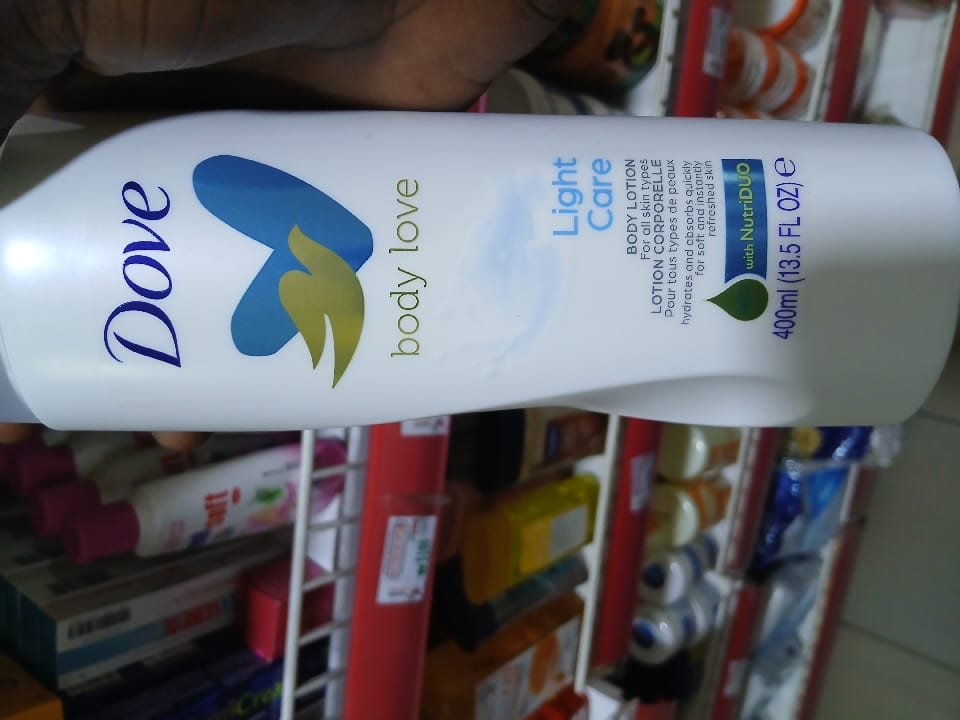 Dove
body love
Light
Care
BODY LOTION
For all skin types
LOTION CORPORELLE
Pour tous types de peaux
hydrates and absorbs quickly
for soft and instantly
refreshed skin
with NutriDUO
400ml (13.5 FL OZ) e